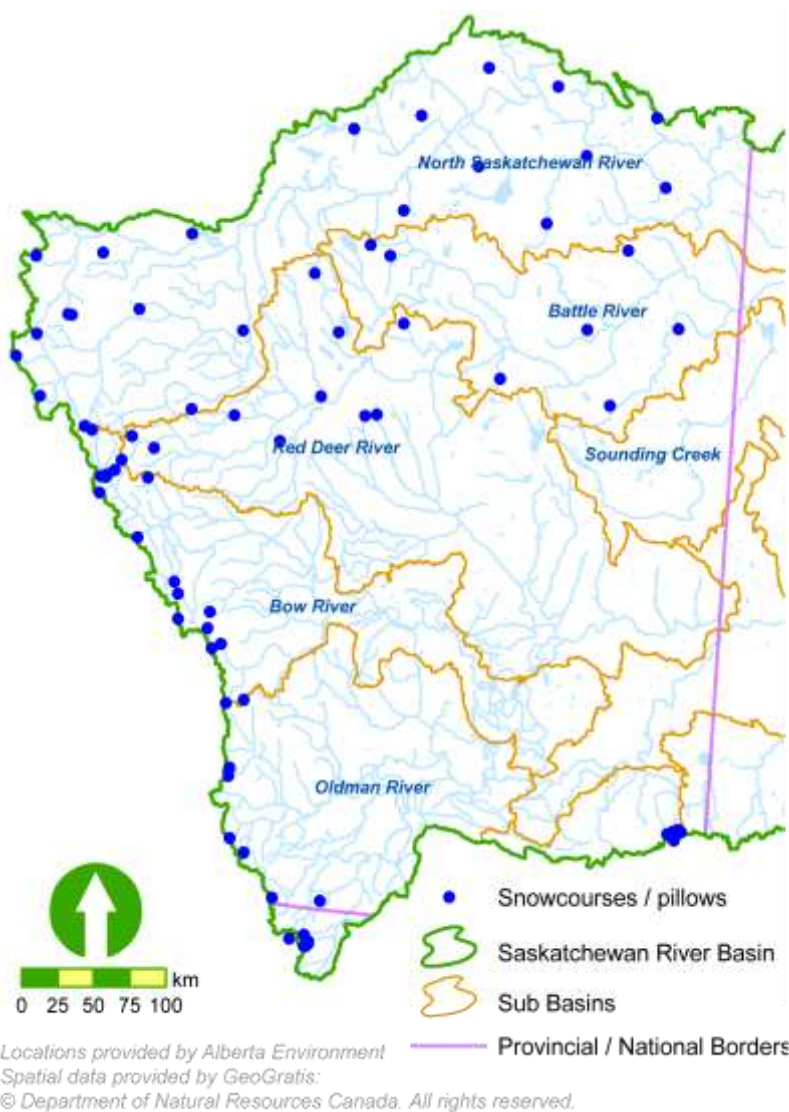 North Saskatchewan River
Battle River
Red Deer River
Sounding Creek
Bow River
Oldman River
Snowcourses / pillows
Saskatchewan River Basin
Sub Basins
Provincial / National Borders
km
0 25 50 75 100
Locations provided by Alberta Environment
Spatial data provided by GeoGratis:
© Department of Natural Resources Canada. All rights reserved.